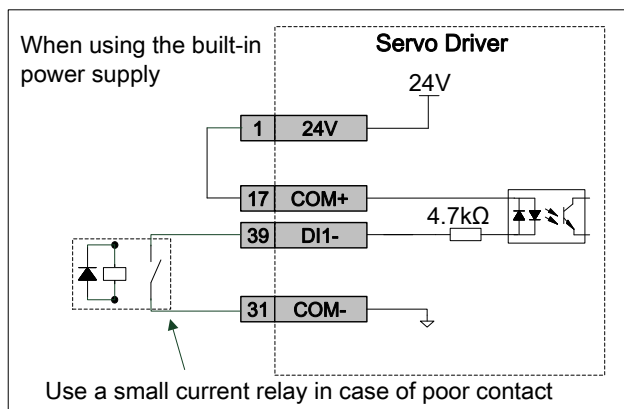 When using the built-in
power supply
Servo Driver
24V
1 24V
17 COM+
4.7kΩ
39 DI1-
31 COM-
Use a small current relay in case of poor contact